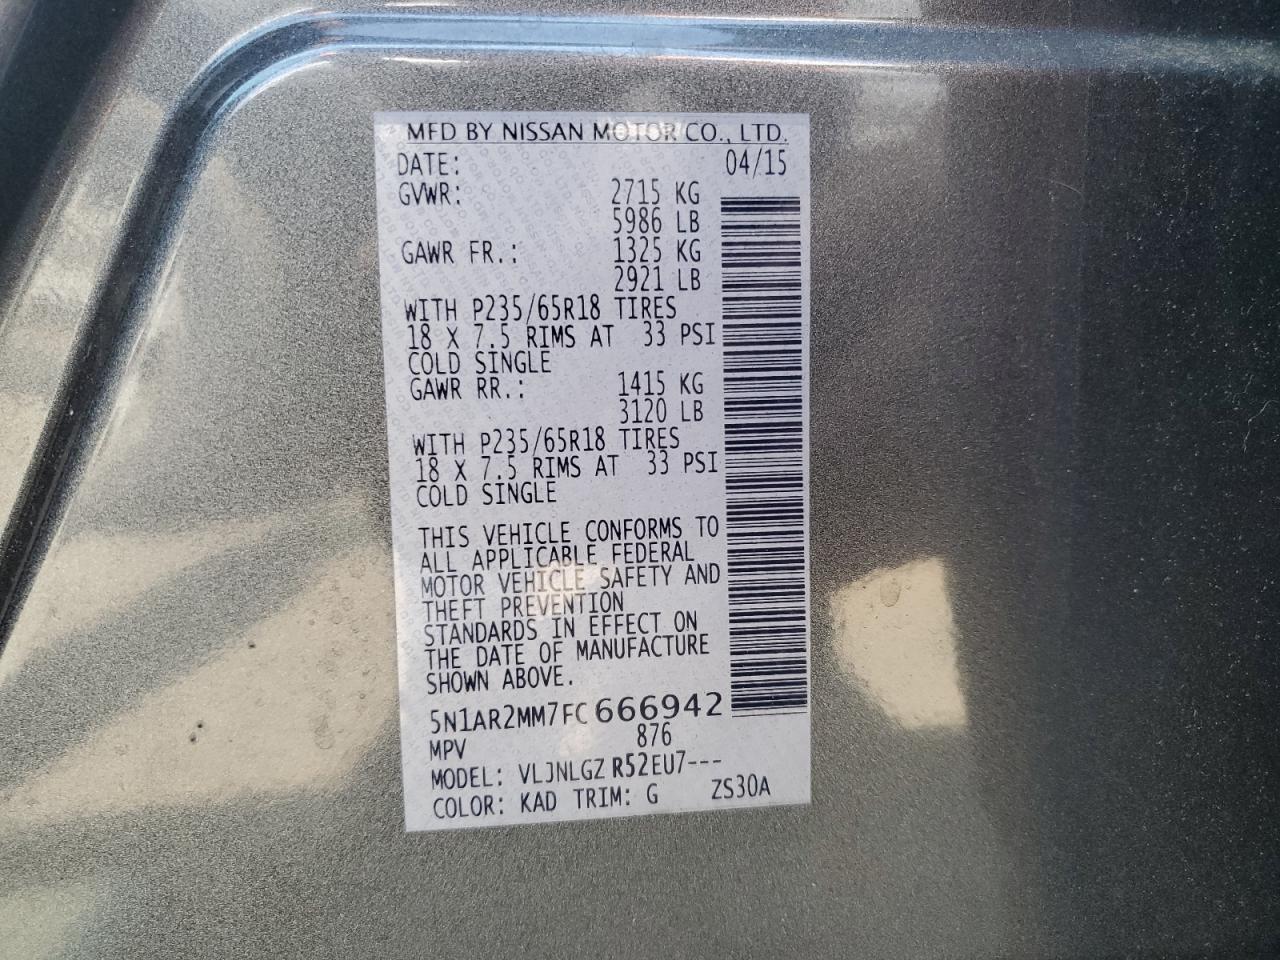 MFD BY NISSAN MOTOR CO., LTD.
DATE: 04/15
GVWR: 2715 KG
5986 LB
GAWR FR.: 1325 KG
2921 LB
WITH P235/65R18 TIRES
18 X 7.5 RIMS AT 33 PSI
COLD SINGLE
GAWR RR.: 1415 KG
3120 LB
WITH P235/65R18 TIRES
18 X 7.5 RIMS AT 33 PSI
COLD SINGLE
THIS VEHICLE CONFORMS TO
ALL APPLICABLE FEDERAL
MOTOR VEHICLE SAFETY AND
THEFT PREVENTION
STANDARDS IN EFFECT ON
THE DATE OF MANUFACTURE
SHOWN ABOVE.
5N1AR2MM7FC666942
MPV 876
MODEL: VLJNLGZ R52EU7---
COLOR: KAD TRIM: G ZS30A